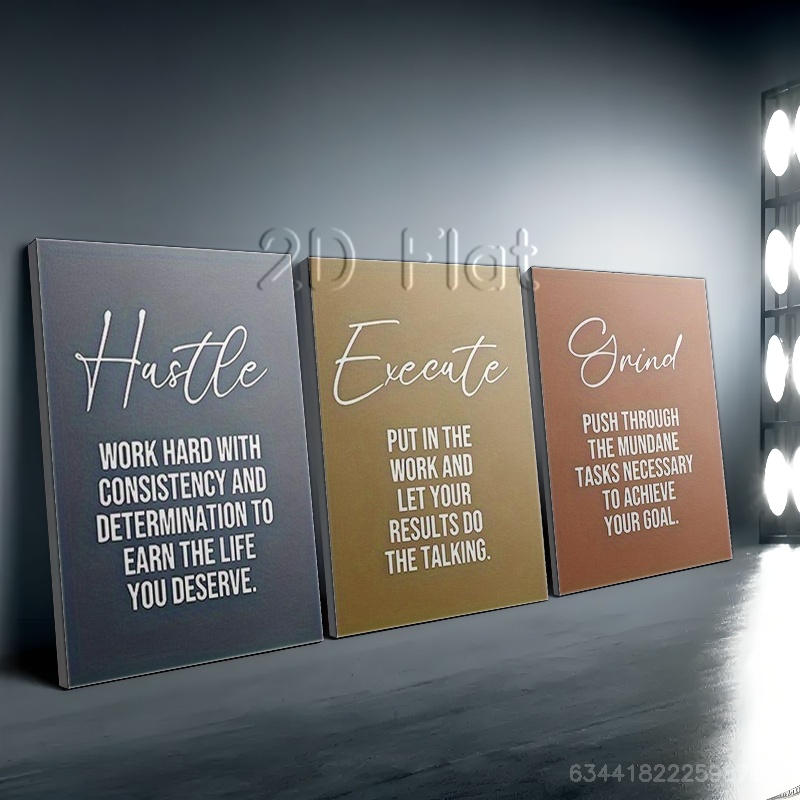 2D Flat
Hustle
WORK HARD WITH
CONSISTENCY AND
DETERMINATION TO
EARN THE LIFE
YOU DESERVE.
Execute
PUT IN THE
WORK AND
LET YOUR
RESULTS DO
THE TALKING.
Grind
PUSH THROUGH
THE MUNDANE
TASKS NECESSARY
TO ACHIEVE
YOUR GOAL.